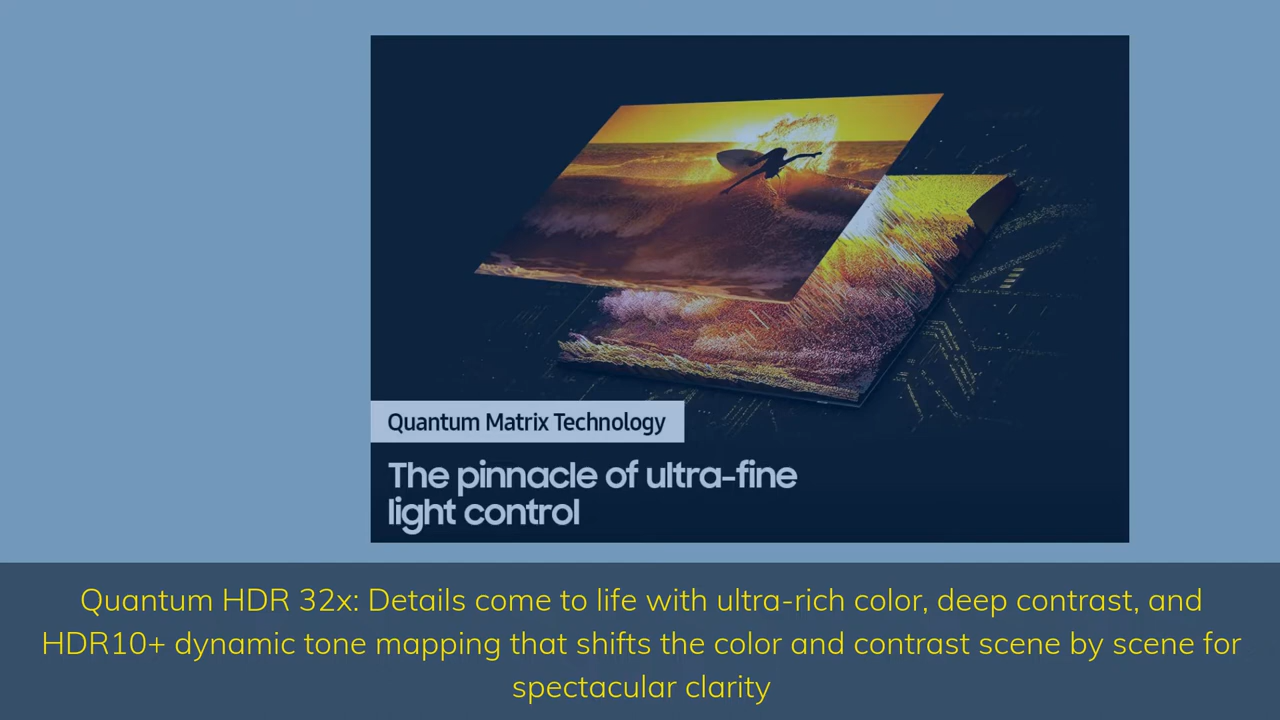 Quantum Matrix Technology
The pinnacle of ultra-fine
light control
Quantum HDR 32x: Details come to life with ultra-rich color, deep contrast, and
HDR10+ dynamic tone mapping that shifts the color and contrast scene by scene for
spectacular clarity